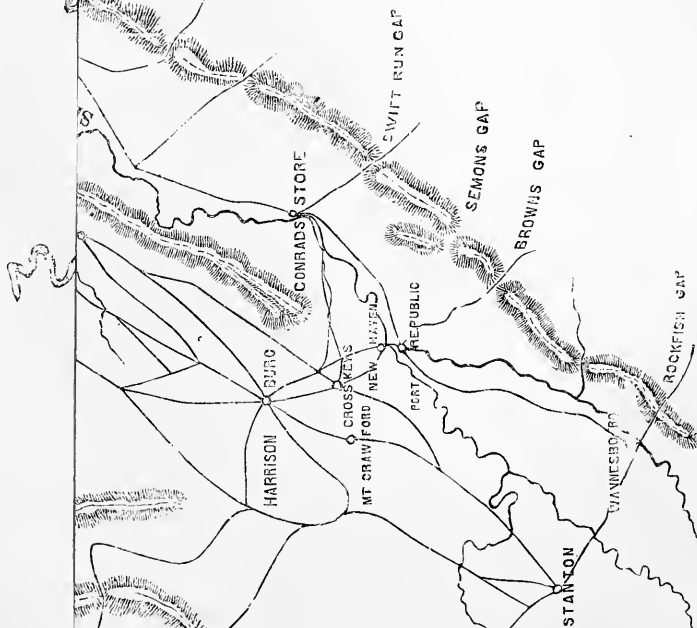 S
SWIFT RUN GAP
SEMONS GAP
BROWNS GAP
ROCKFISH GAP
CONRADS STORE
HARRISON BURG
CROSS KEYS
NEW HAVEN
PORT REPUBLIC
MT CRAWFORD
WAYNESBORO
STANTON